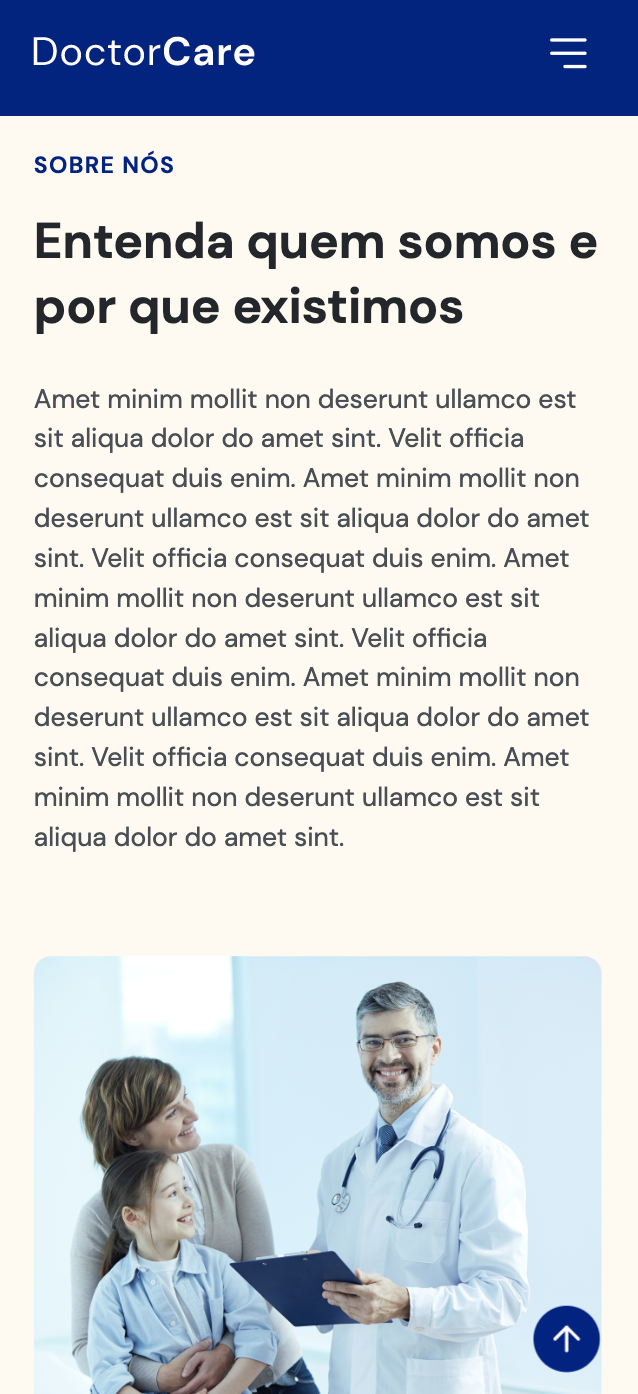 DoctorCare
SOBRE NÓS
Entenda quem somos e
por que existimos
Amet minim mollit non deserunt ullamco est
sit aliqua dolor do amet sint. Velit officia
consequat duis enim. Amet minim mollit non
deserunt ullamco est sit aliqua dolor do amet
sint. Velit officia consequat duis enim. Amet
minim mollit non deserunt ullamco est sit
aliqua dolor do amet sint. Velit officia
consequat duis enim. Amet minim mollit non
deserunt ullamco est sit aliqua dolor do amet
sint. Velit officia consequat duis enim. Amet
minim mollit non deserunt ullamco est sit
aliqua dolor do amet sint.